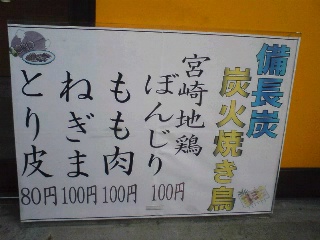 備長炭
炭火焼き鳥
宮崎地鶏
ぼんじり
100円
もも肉
100円
ねぎま
100円
とり皮
80円